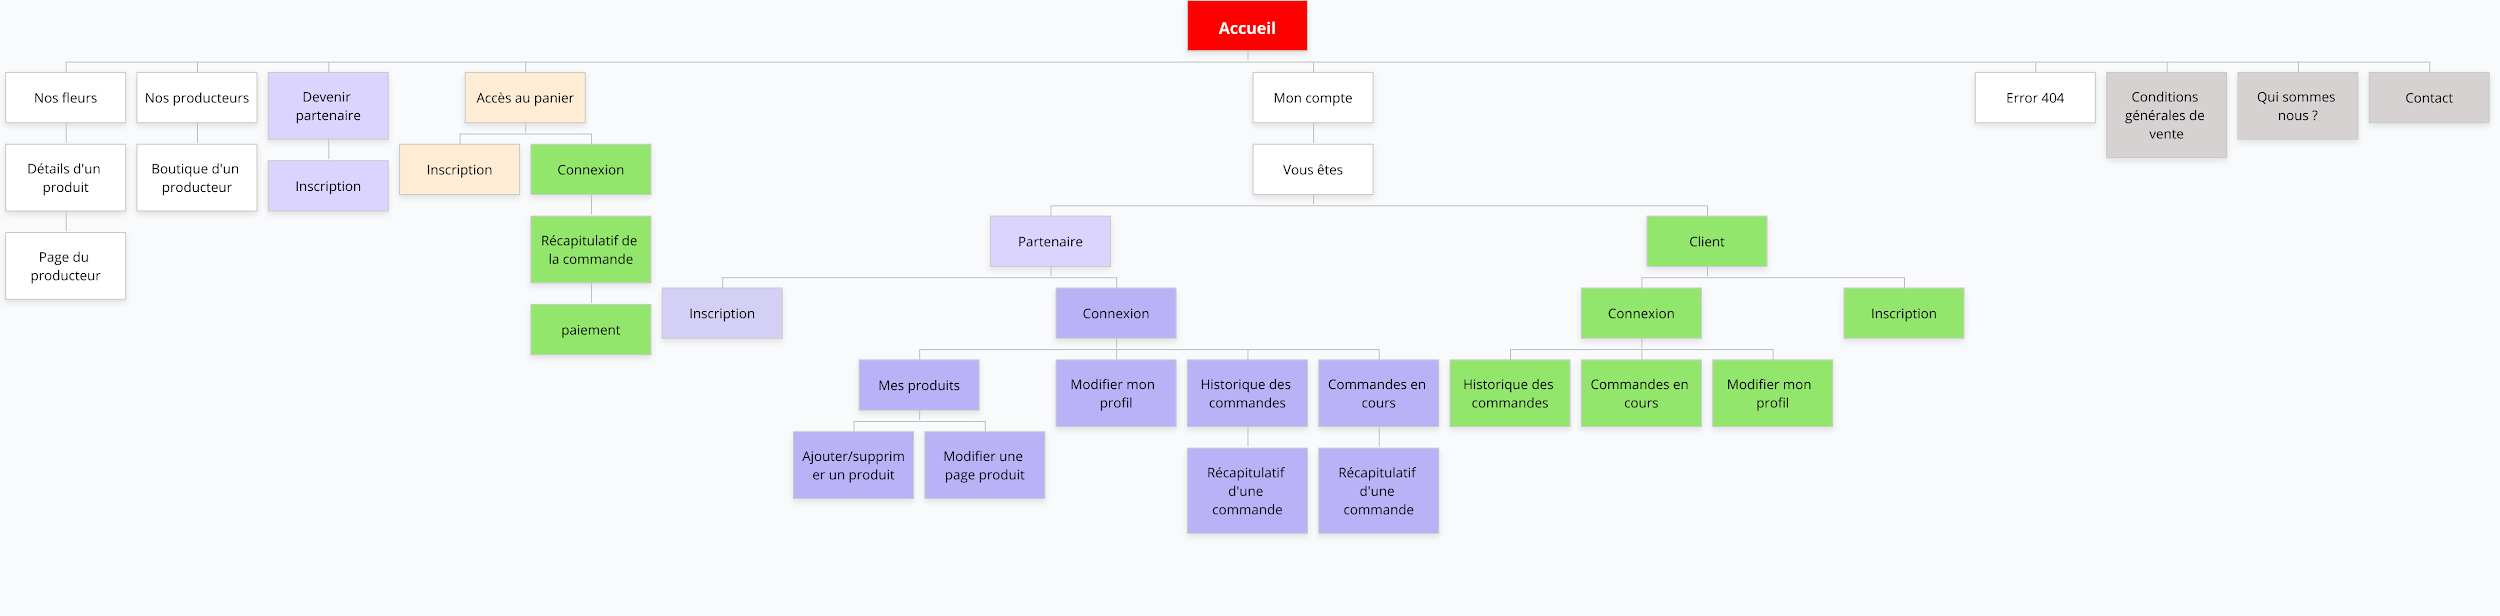 Accueil
Nos fleurs
Nos producteurs
Devenir
partenaire
Accès au panier
Mon compte
Error 404
Conditions
générales de
vente
Qui sommes
nous ?
Contact
Détails d'un
produit
Boutique d'un
producteur
Inscription
Inscription
Connexion
Vous êtes
Page du
producteur
Récapitulatif de
la commande
Partenaire
Client
paiement
Inscription
Connexion
Connexion
Inscription
Mes produits
Modifier mon
profil
Historique des
commandes
Commandes en
cours
Historique des
commandes
Commandes en
cours
Modifier mon
profil
Ajouter/supprim
er un produit
Modifier une
page produit
Récapitulatif
d'une
commande
Récapitulatif
d'une
commande